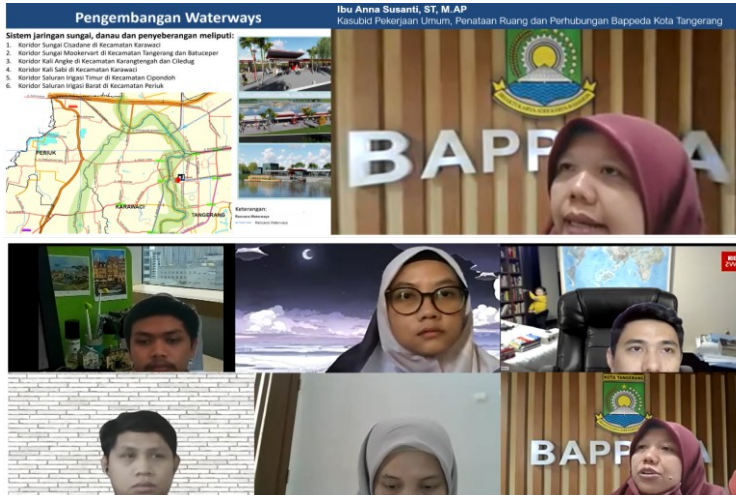 Pengembangan Waterways
Sistem jaringan sungai, danau dan penyeberangan meliputi:
1. Koridor Sungai Cisadane di Kecamatan Karawaci
2. Koridor Sungai Mookervart di Kecamatan Tangerang dan Batuceper
3. Koridor Kali Angke di Kecamatan Karangtengah dan Ciledug
4. Koridor Kali Sabi di Kecamatan Karawaci
5. Koridor Saluran Irigasi Timur di Kecamatan Cipondoh
6. Koridor Saluran Irigasi Barat di Kecamatan Periuk
PERIUK
KARAWACI
TANGERANG
Keterangan:
Rencana Waterways
Rencana Waterways
Ibu Anna Susanti, ST, M.AP
Kasubid Pekerjaan Umum, Penataan Ruang dan Perhubungan Bappeda Kota Tangerang
BAPP A
KOTA TANGERANG
BAPP A